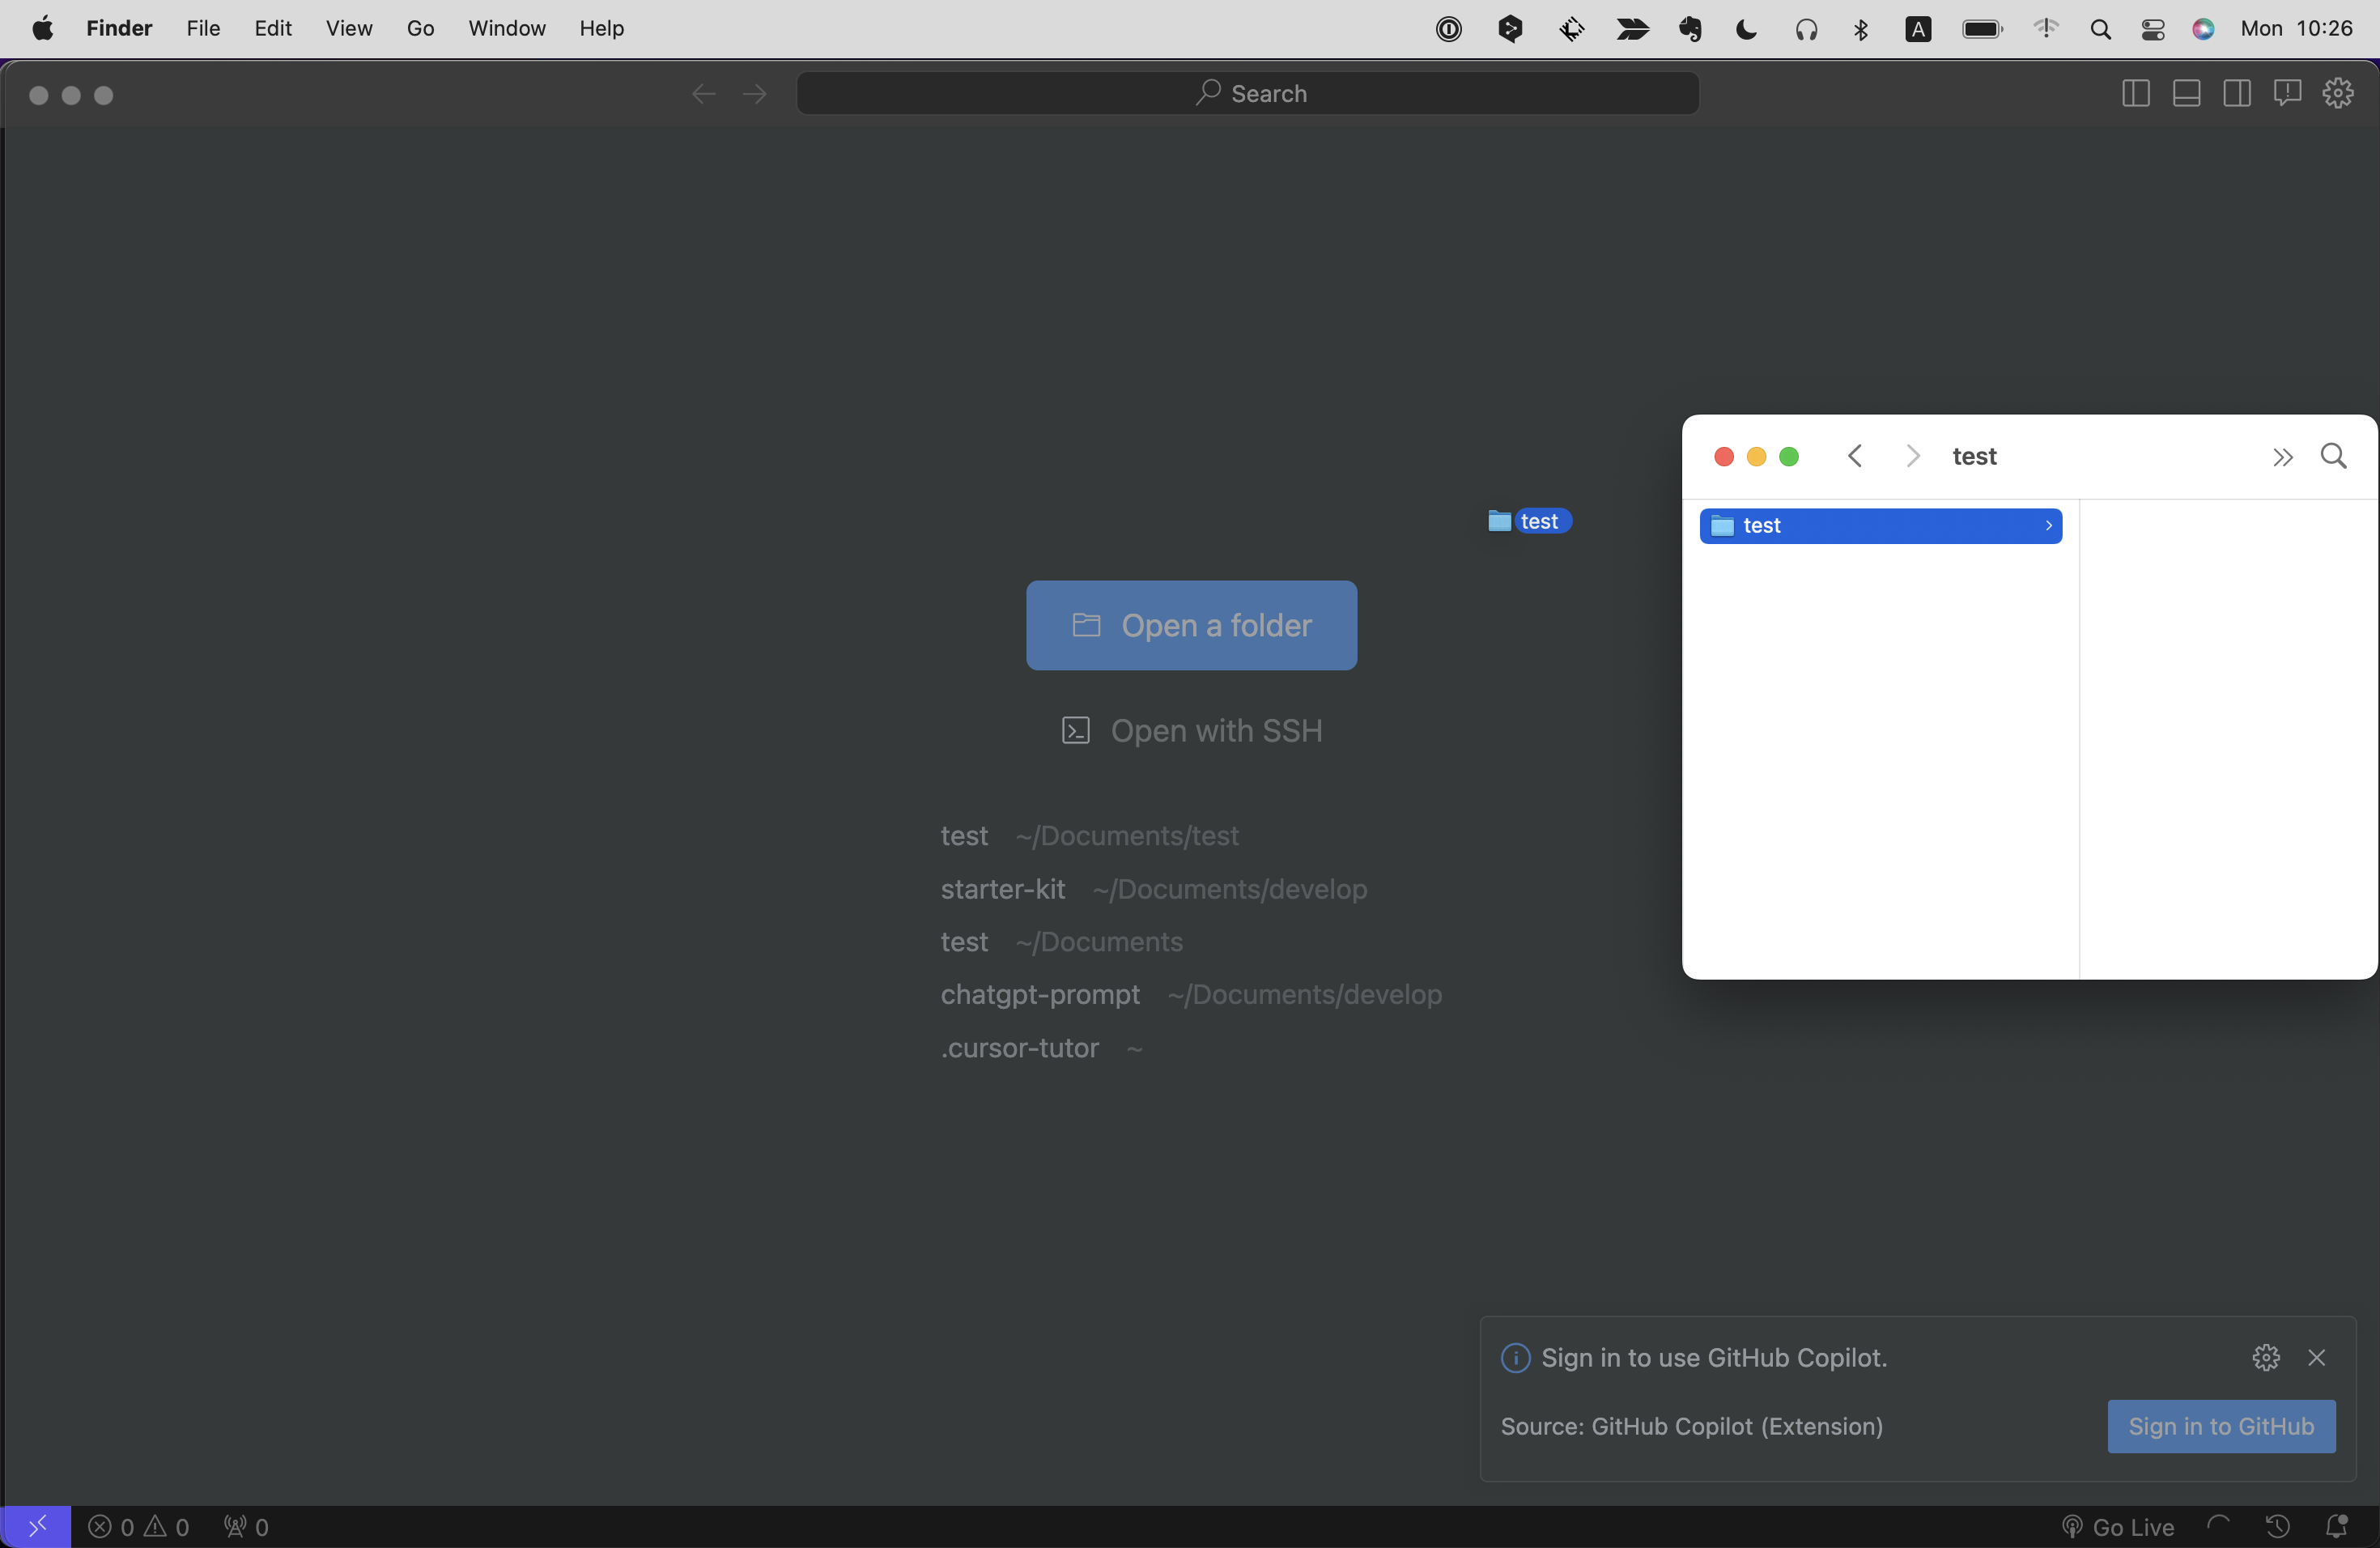 Finder File Edit View Go Window Help A Mon 10:26
Search
test
test
test
Open a folder
Open with SSH
test ~/Documents/test
starter-kit ~/Documents/develop
test ~/Documents
chatgpt-prompt ~/Documents/develop
.cursor-tutor ~
Sign in to use GitHub Copilot.
Source: GitHub Copilot (Extension)
Sign in to GitHub
0 0 0 Go Live